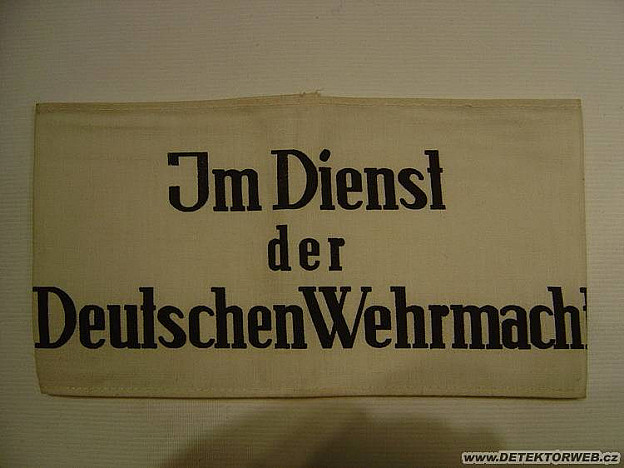 Im Dienst
der
Deutschen Wehrmacht
www.DETEKTORWEB.cz